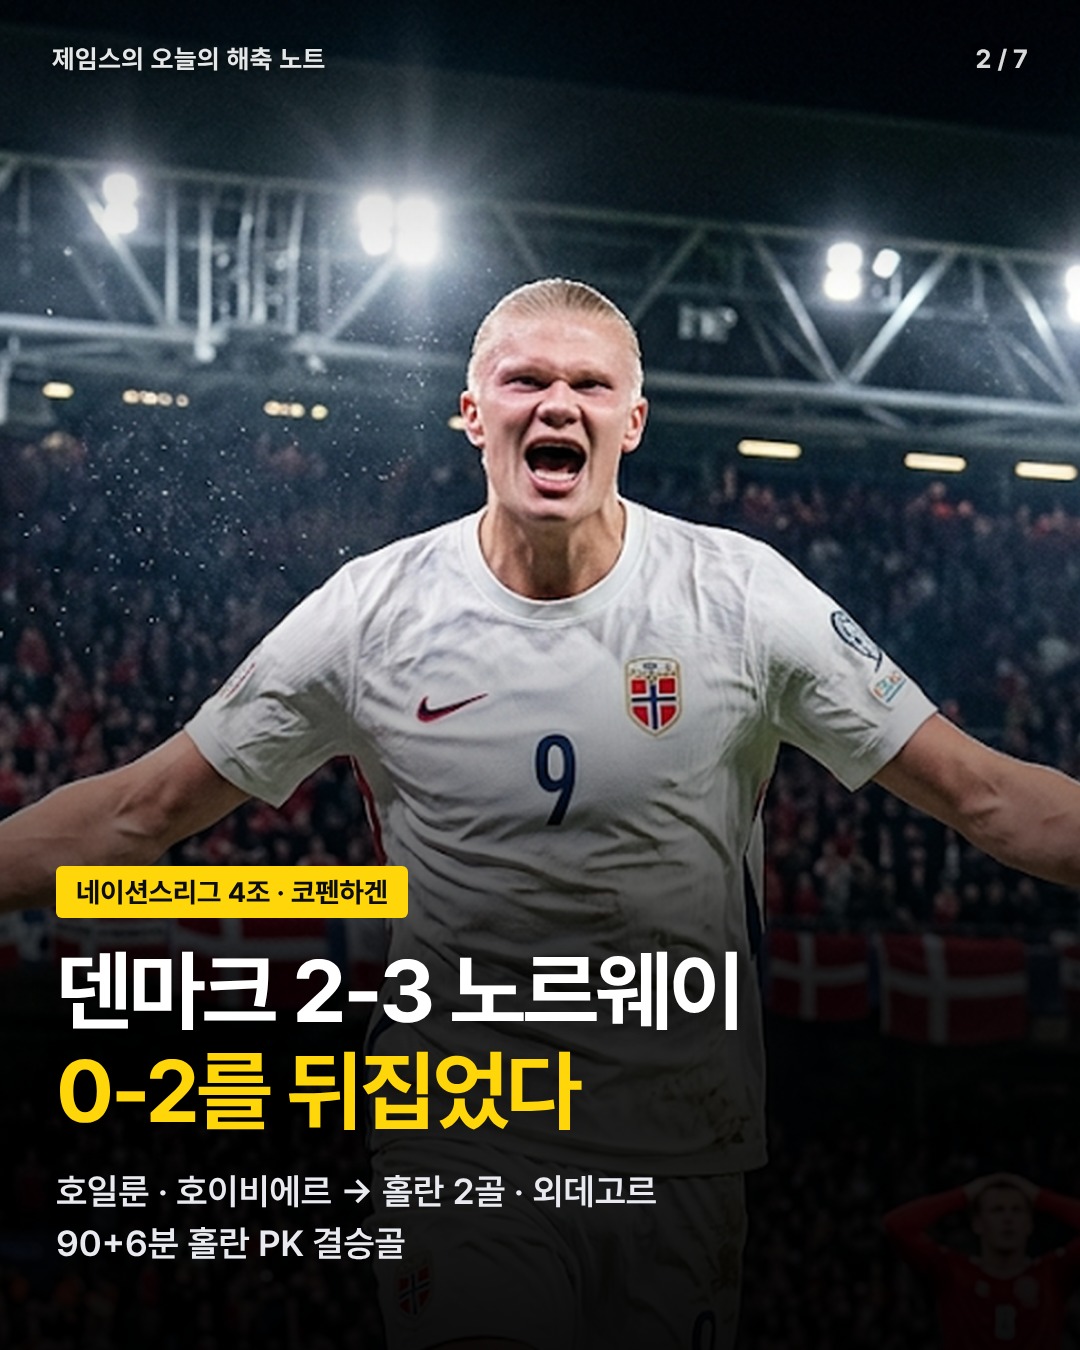 제임스의 오늘의 해축 노트
2 / 7
9
네이션스리그 4조 · 코펜하겐
덴마크 2-3 노르웨이
0-2를 뒤집었다
호일룬 · 호이비에르 → 홀란 2골 · 외데고르
90+6분 홀란 PK 결승골